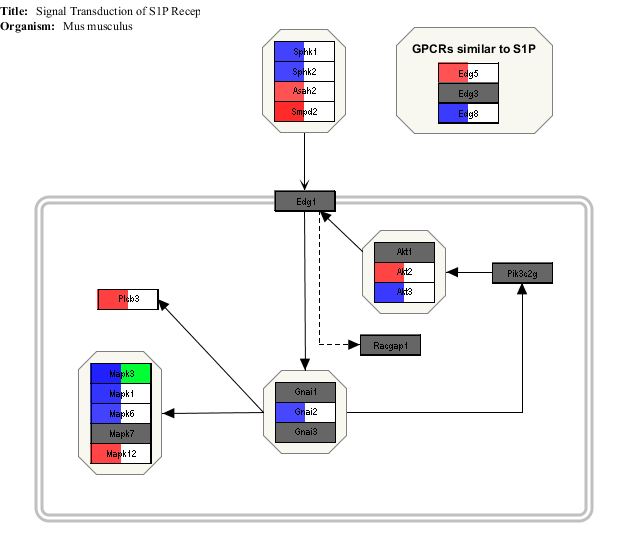 Title: Signal Transduction of S1P Recep
Organism: Mus musculus
Sphk1
Sphk2
Asah2
Smpd2
GPCRs similar to S1P
Edg5
Edg3
Edg8
Edg1
Akt1
Akt2
Akt3
Pik3c2g
Plcb3
Racgap1
Mapk3
Mapk1
Mapk6
Mapk7
Mapk12
Gnai1
Gnai2
Gnai3